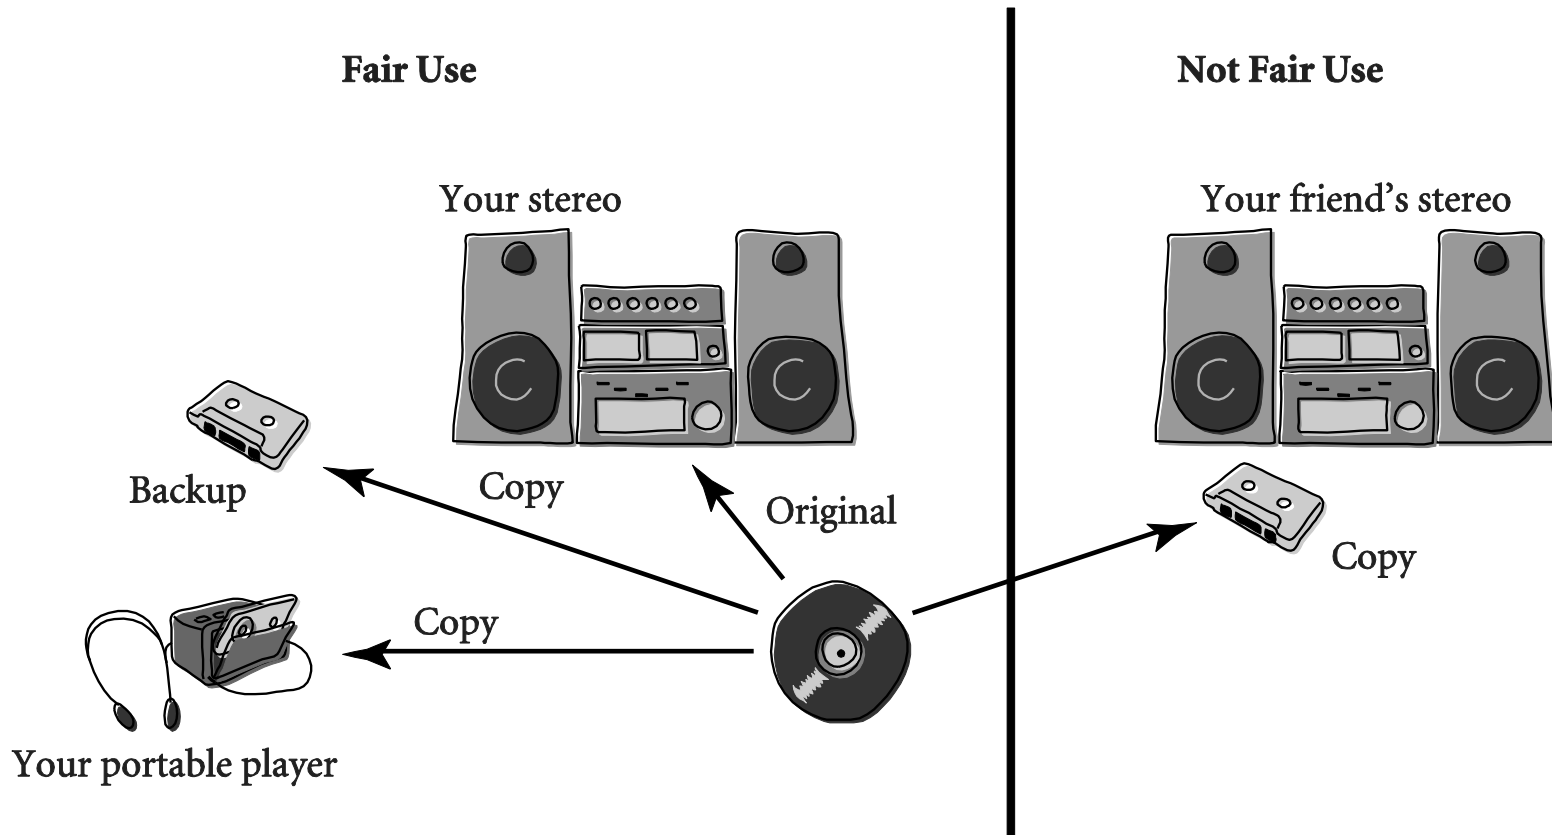 Fair Use
Not Fair Use
Your stereo
Your friend’s stereo
Backup
Copy
Original
Copy
Copy
Your portable player